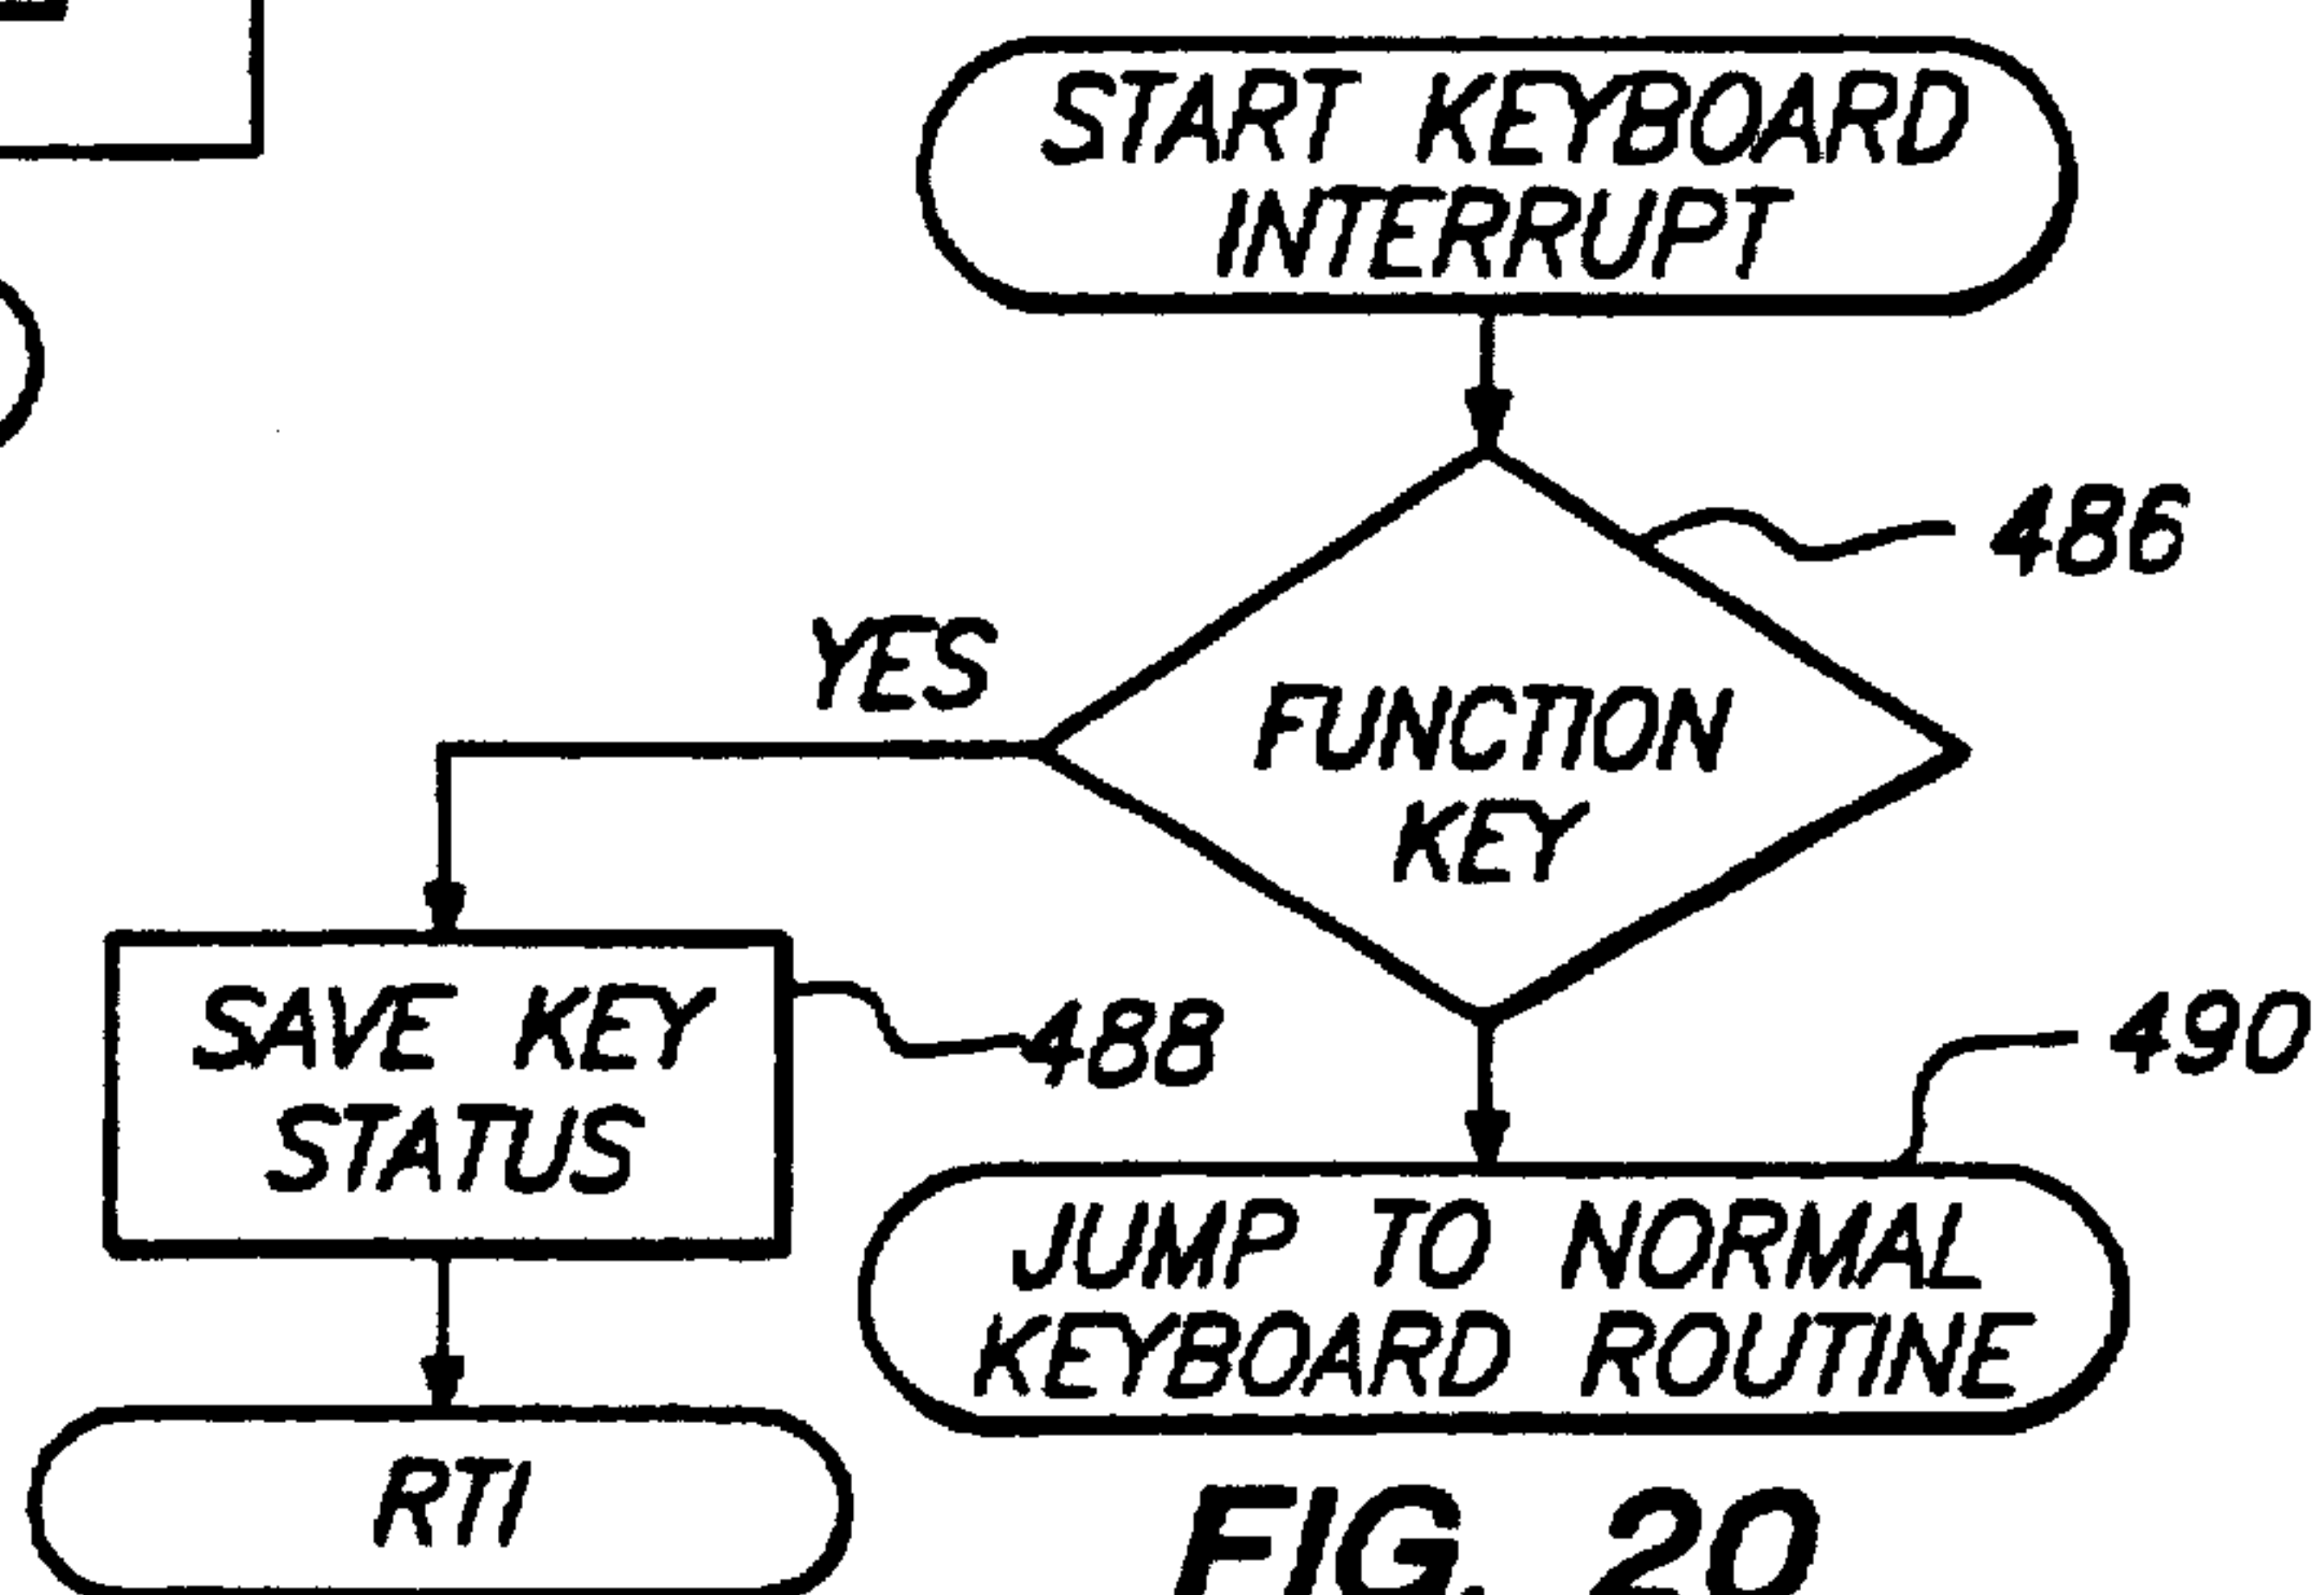 START KEYBOARD
INTERRUPT
486
YES
FUNCTION
KEY
SAVE KEY
STATUS
488
490
JUMP TO NORMAL
KEYBOARD ROUTINE
RTI
FIG. 20